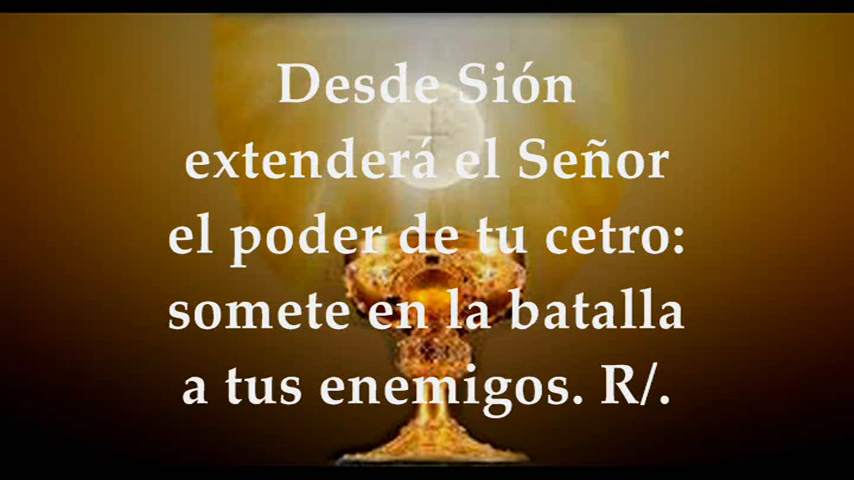 Desde Sión
extenderá el Señor
el poder de tu cetro:
somete en la batalla
a tus enemigos. R/.